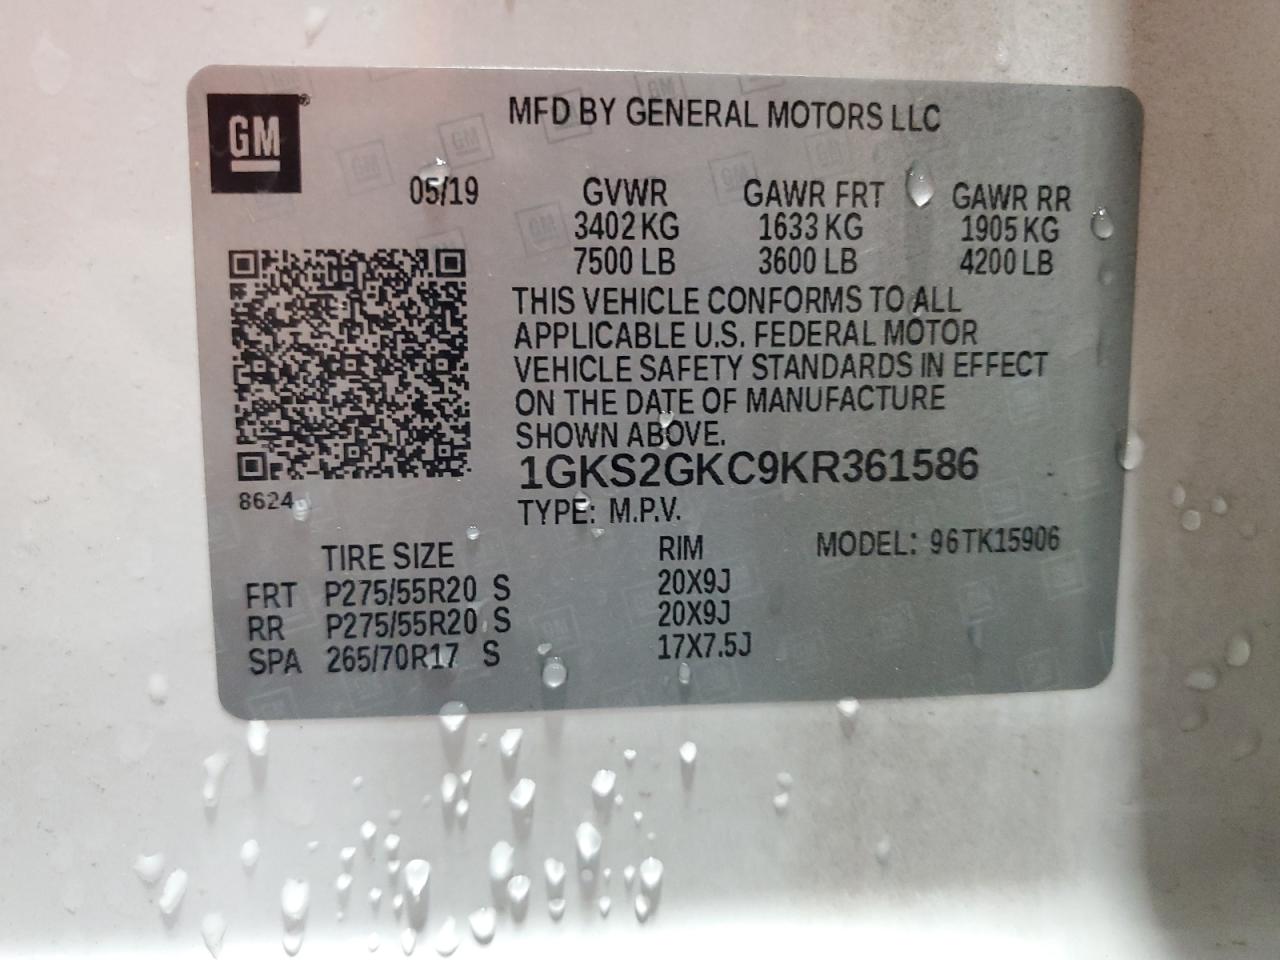 GM
MFD BY GENERAL MOTORS LLC
05/19 GVWR GAWR FRT GAWR RR
3402 KG 1633 KG 1905 KG
7500 LB 3600 LB 4200 LB
THIS VEHICLE CONFORMS TO ALL
APPLICABLE U.S. FEDERAL MOTOR
VEHICLE SAFETY STANDARDS IN EFFECT
ON THE DATE OF MANUFACTURE
SHOWN ABOVE.
1GKS2GKC9KR361586
8624
TYPE: M.P.V.
TIRE SIZE RIM MODEL: 96TK15906
FRT P275/55R20 S 20X9J
RR P275/55R20 S 20X9J
SPA 265/70R17 S 17X7.5J